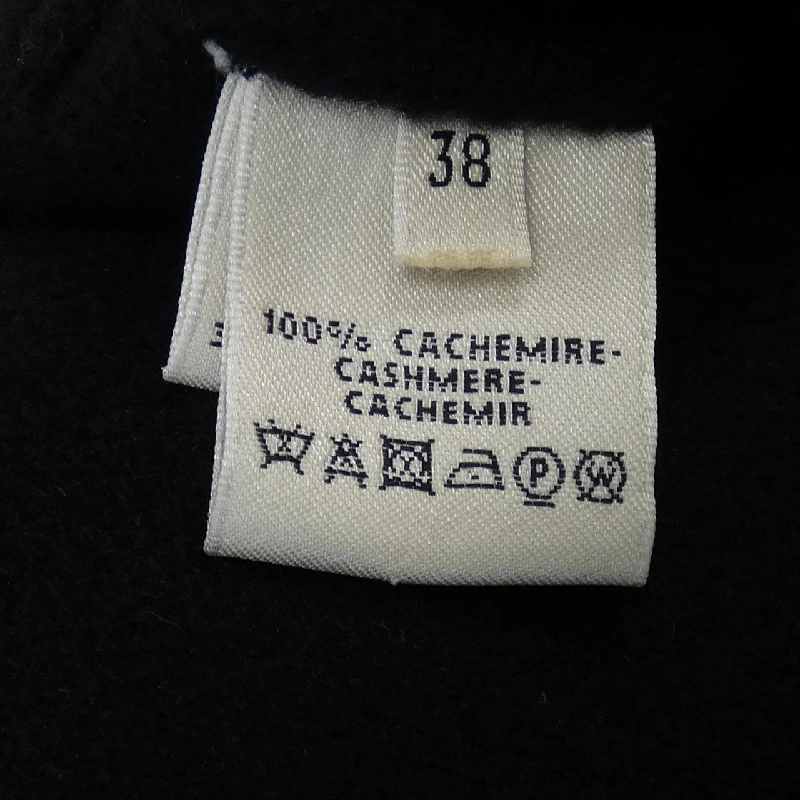 38
100% CACHEMIRE-
CASHMERE-
CACHEMIR
P W